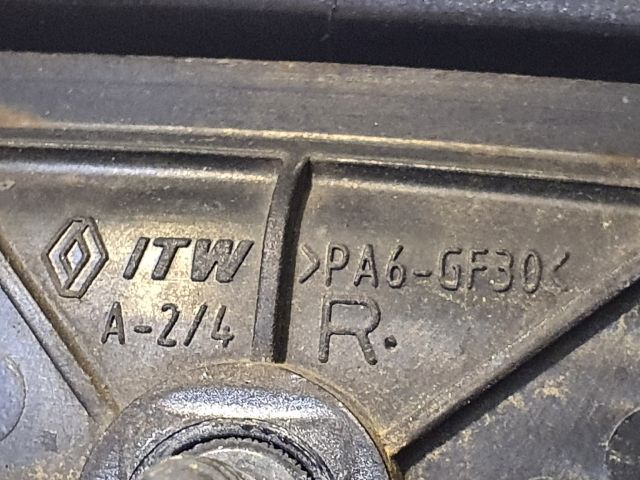 ITW
A-2/4
>PA6-GF30<
R.